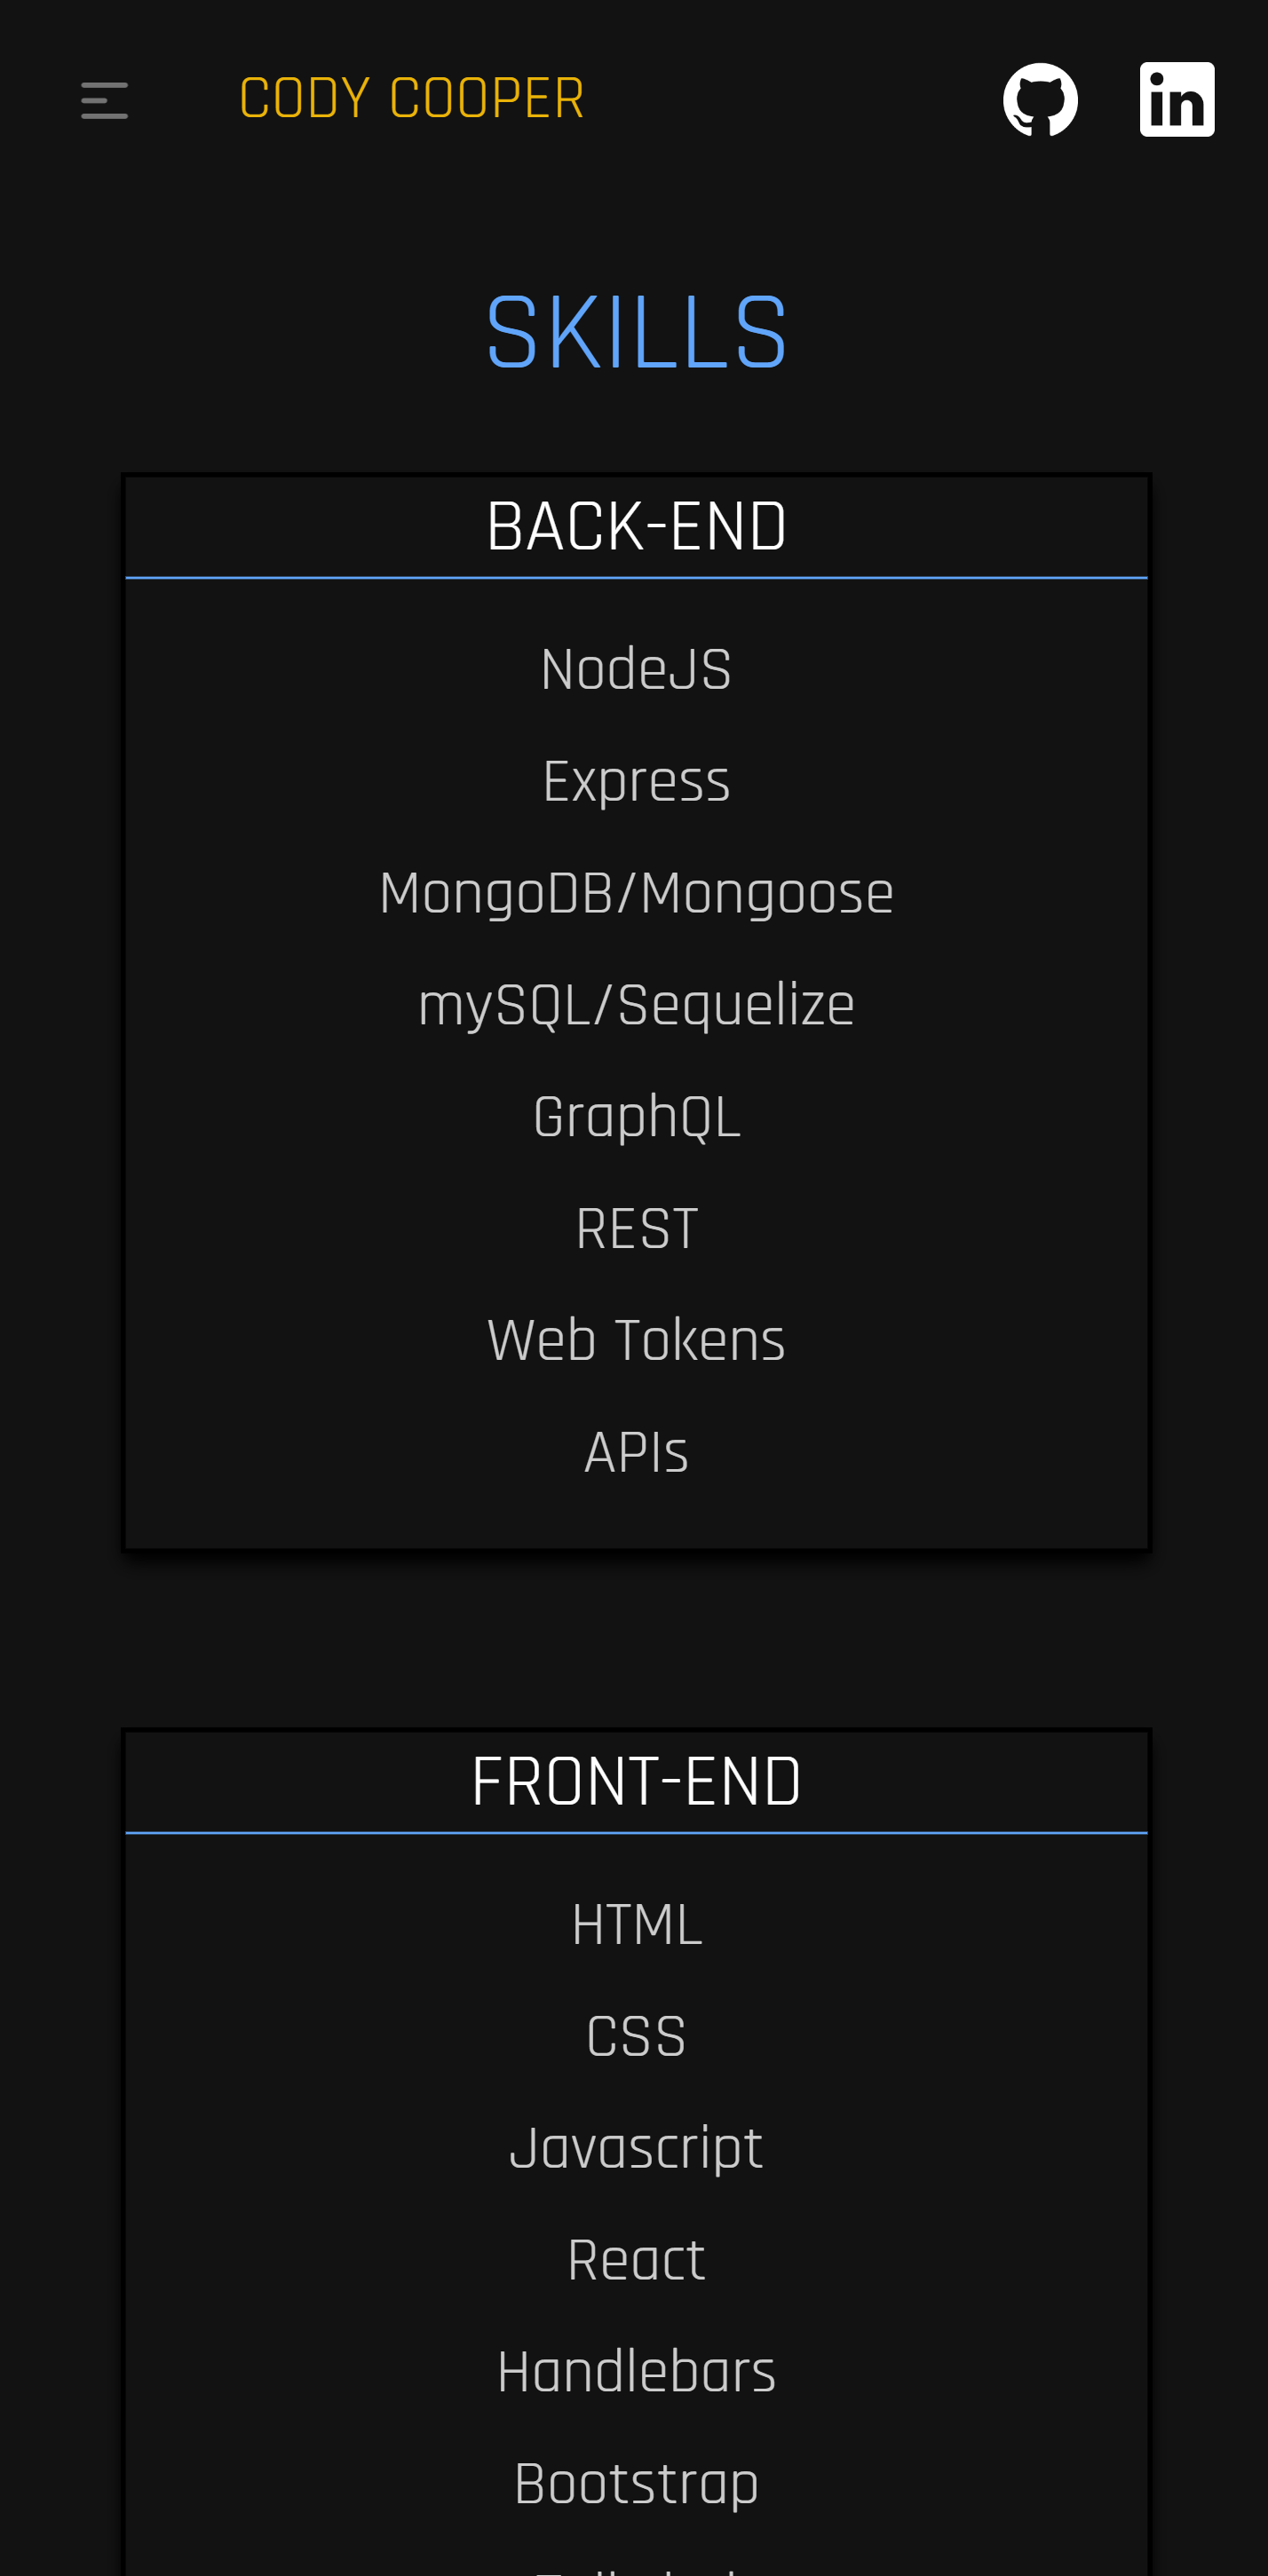 CODY COOPER
in
SKILLS
BACK-END
NodeJS
Express
MongoDB/Mongoose
mySQL/Sequelize
GraphQL
REST
Web Tokens
APIs
FRONT-END
HTML
CSS
Javascript
React
Handlebars
Bootstrap